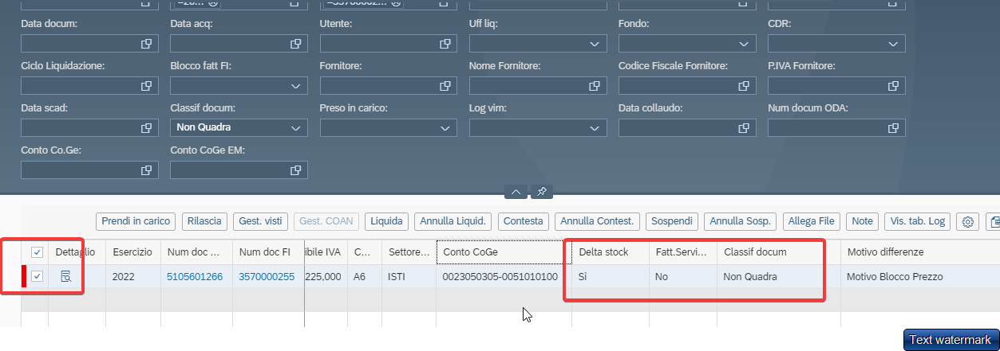 Data docum: Data acq: Utente: Uff liq: Fondo: CDR:
Ciclo Liquidazione: Blocco fatt FI: Fornitore: Nome Fornitore: Codice Fiscale Fornitore: P.IVA Fornitore:
Data scad: Classif docum: Preso in carico: Log vim: Data collaudo: Num docum ODA:
Non Quadra
Conto Co.Ge: Conto CoGe EM:
Prendi in carico Rilascia Gest. visti Gest. COAN Liquida Annulla Liquid. Contesta Annulla Contest. Sospendi Annulla Sosp. Allega File Note Vis. tab. Log
Dettaglio Esercizio Num doc ... Num doc FI ibile IVA C... Settore... Conto CoGe Delta stock Fatt.Servi... Classif docum Motivo differenze
2022 5105601266 3570000255 225,000 A6 ISTI 0023050305-0051010100 Sì No Non Quadra Motivo Blocco Prezzo
Text watermark